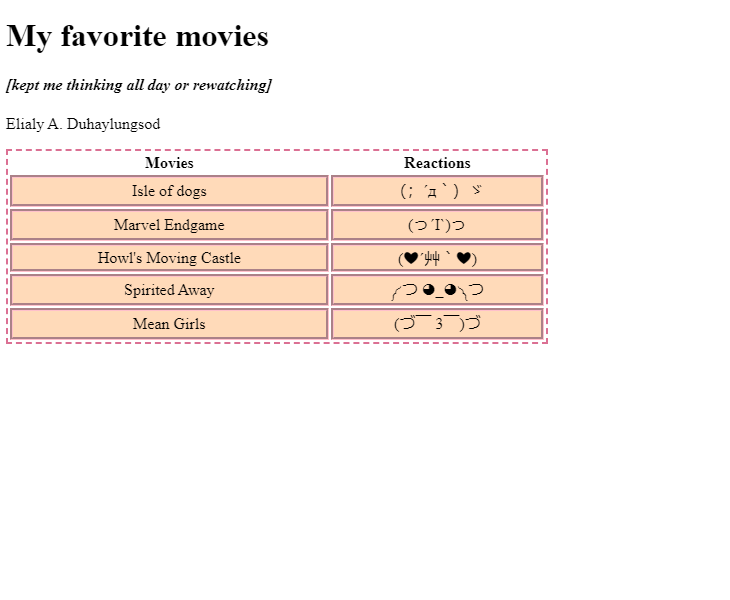 My favorite movies
[kept me thinking all day or rewatching]
Elialy A. Duhaylungsod
Movies Reactions
Isle of dogs (; ´д｀) ゞ
Marvel Endgame (つ´Τ`)つ
Howl's Moving Castle (♥´艸｀♥)
Spirited Away ༼つ ◕_◕༽つ
Mean Girls (づ￣ 3￣)づ